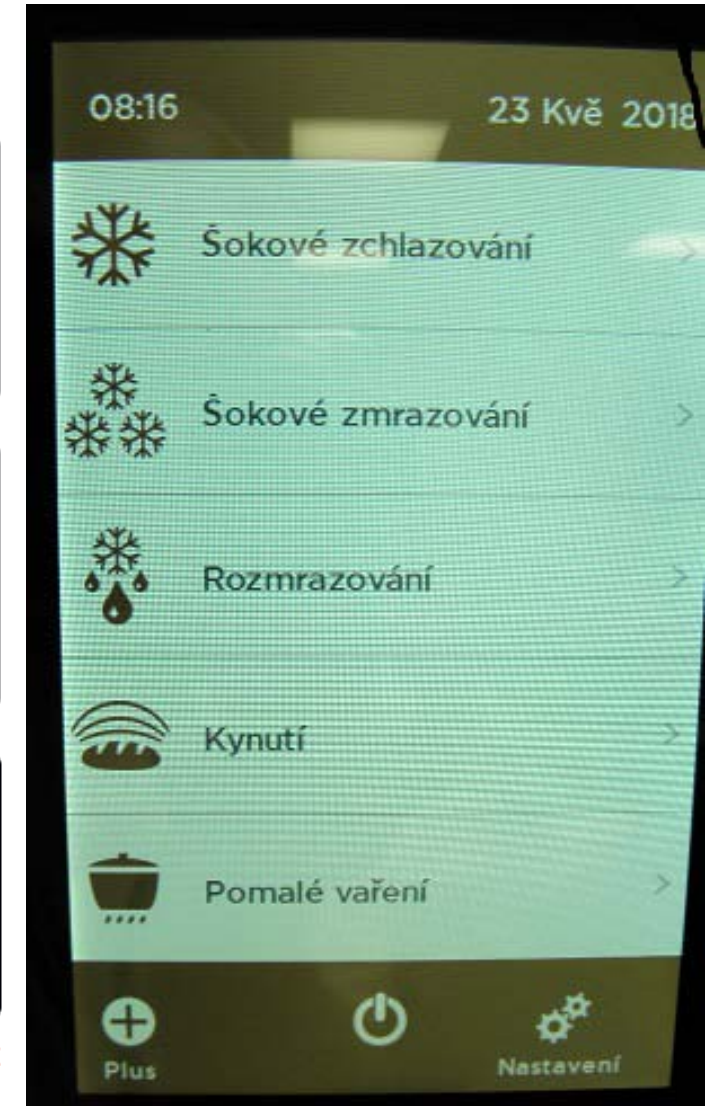 08:16
23 Kvě 2018
Šokové zchlazování
Šokové zmrazování
Rozmrazování
Kynutí
Pomalé vaření
Plus
Nastavení